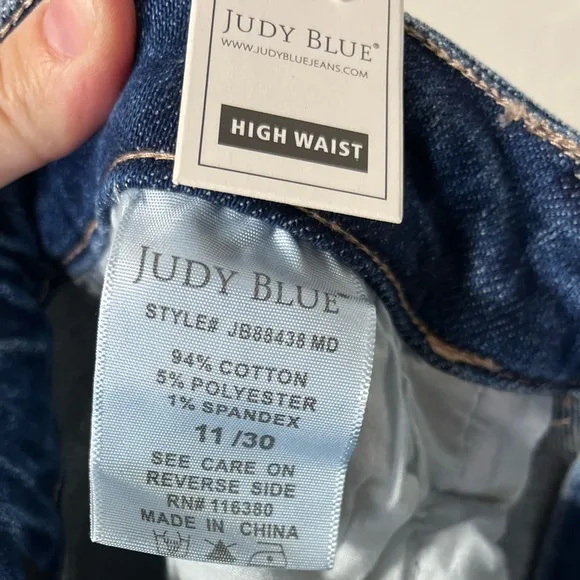 JUDY BLUE®
WWW.JUDYBLUEJEANS.COM
HIGH WAIST
JUDY BLUE™
STYLE# JB88438 MD
94% COTTON
5% POLYESTER
1% SPANDEX
11 /30
SEE CARE ON
REVERSE SIDE
RN# 116380
MADE IN CHINA